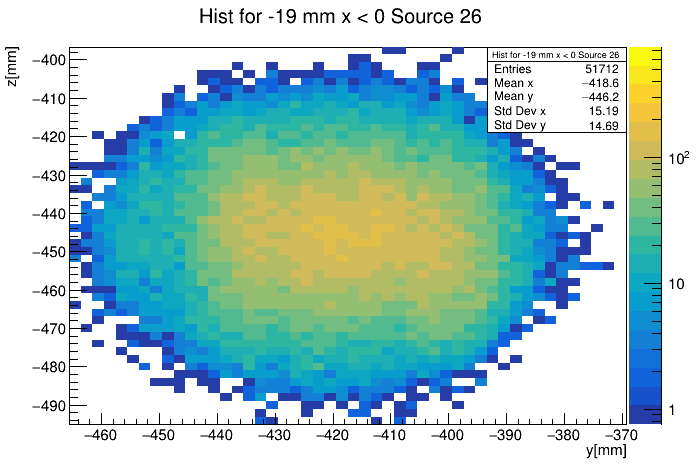 Hist for -19 mm x < 0 Source 26
z[mm]
Hist for -19 mm x < 0 Source 26
Entries 51712
Mean x −418.6
Mean y −446.2
Std Dev x 15.19
Std Dev y 14.69
−400
−410
−420
−430
−440
−450
−460
−470
−480
−490
10²
10
1
−460 −450 −440 −430 −420 −410 −400 −390 −380 −370
y[mm]